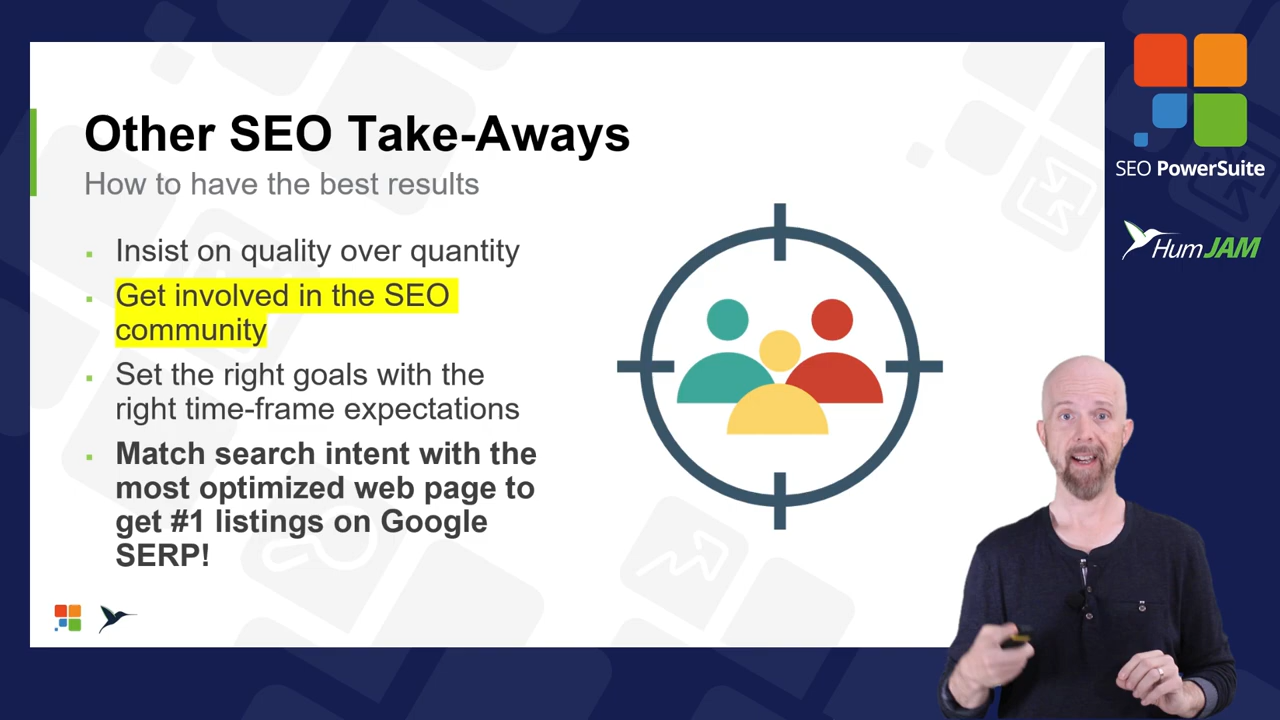 Other SEO Take-Aways
How to have the best results
Insist on quality over quantity
Get involved in the SEO
community
Set the right goals with the
right time-frame expectations
Match search intent with the
most optimized web page to
get #1 listings on Google
SERP!
SEO PowerSuite
HumJAM